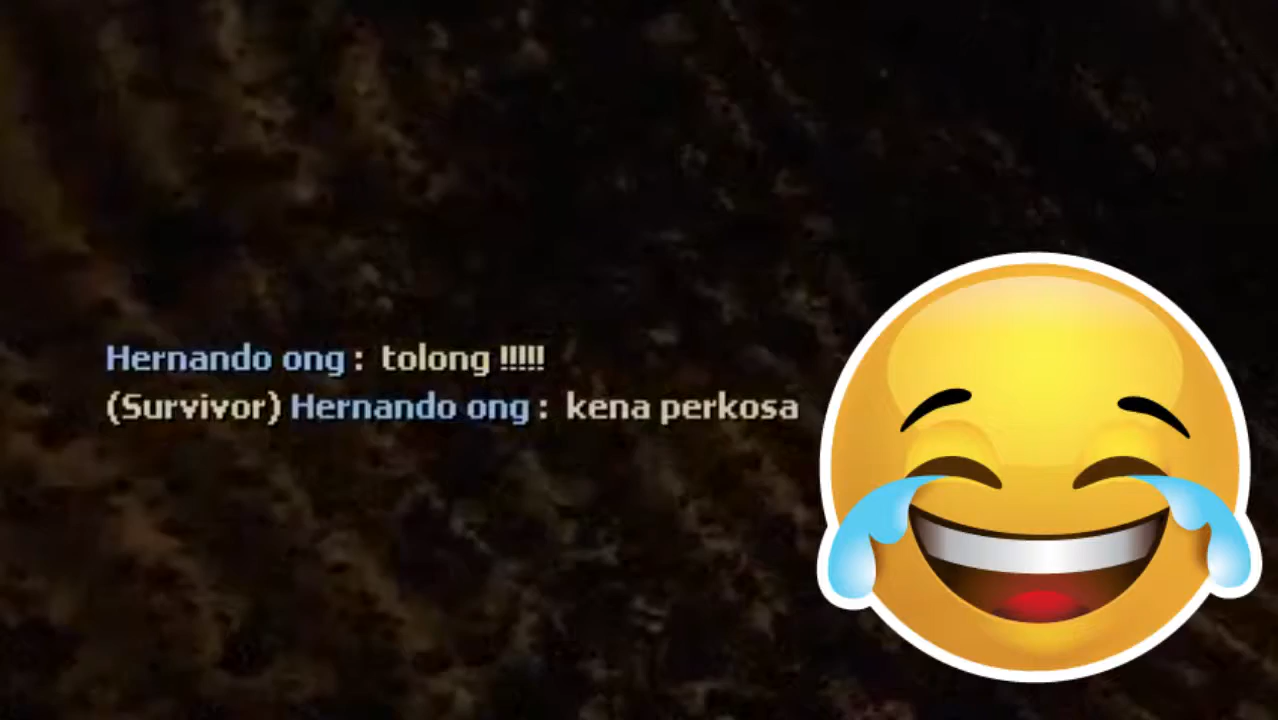 Hernando ong : tolong !!!!!
(Survivor) Hernando ong : kena perkosa